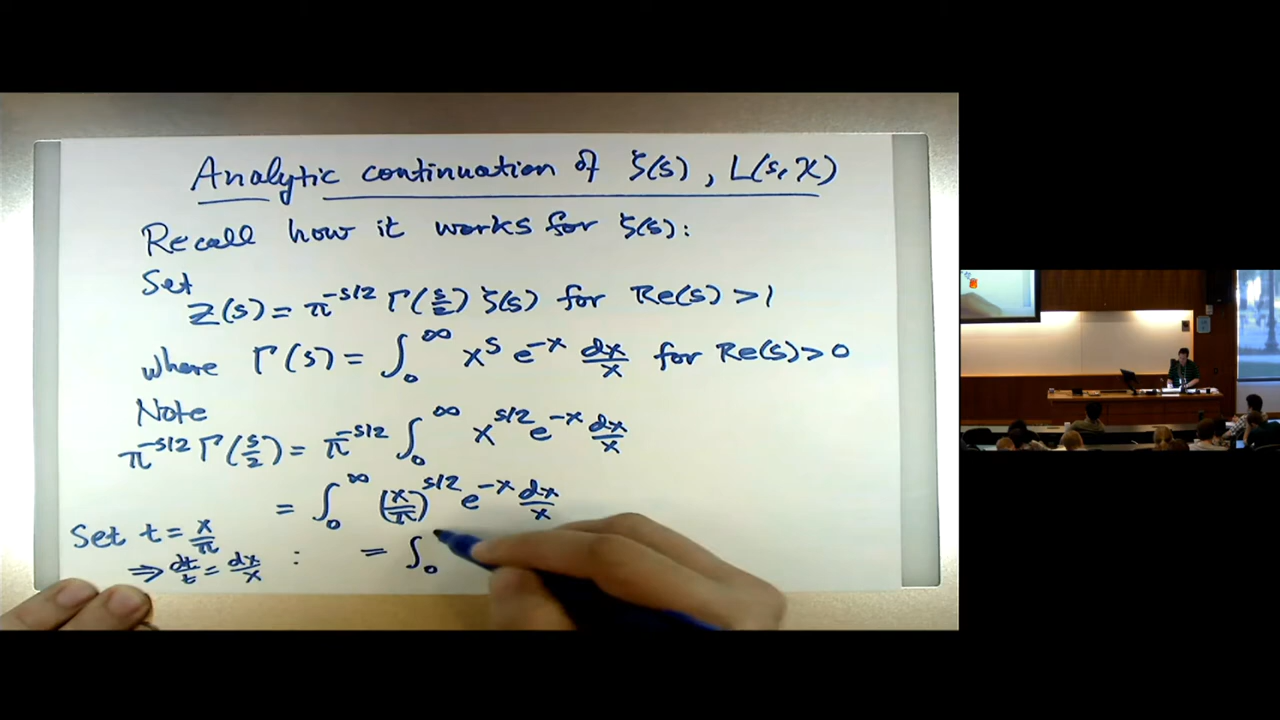 Analytic continuation of ζ(s), L(s, χ)
Recall how it works for ζ(s):
Set
Z(s) = π^{-s/2} Γ(s/2) ζ(s) for Re(s) > 1
where Γ(s) = ∫_0^∞ x^s e^{-x} dx/x for Re(s) > 0
Note
π^{-s/2} Γ(s/2) = π^{-s/2} ∫_0^∞ x^{s/2} e^{-x} dx/x
= ∫_0^∞ (x/π)^{s/2} e^{-x} dx/x
Set t = x/π
⇒ dt/t = dx/x : = ∫_0